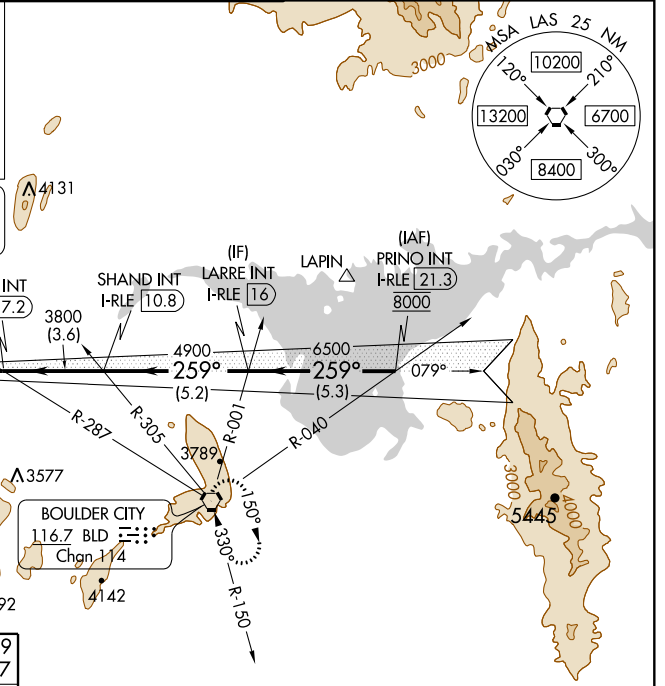 MSA LAS 25 NM
120°
10200
210°
13200
6700
030°
8400
300°
3000
4131
(IAF)
PRINO INT
I-RLE 21.3
8000
(IF)
LARRE INT
I-RLE 16
LAPIN
SHAND INT
I-RLE 10.8
INT
7.2
3800
(3.6)
4900
259°
(5.2)
6500
259°
(5.3)
079°
R-287
R-305
R-001
R-040
3789
3577
BOULDER CITY
116.7 BLD
Chan 114
150°
330°
R-150
4142
3000
4000
5445
92
9
7